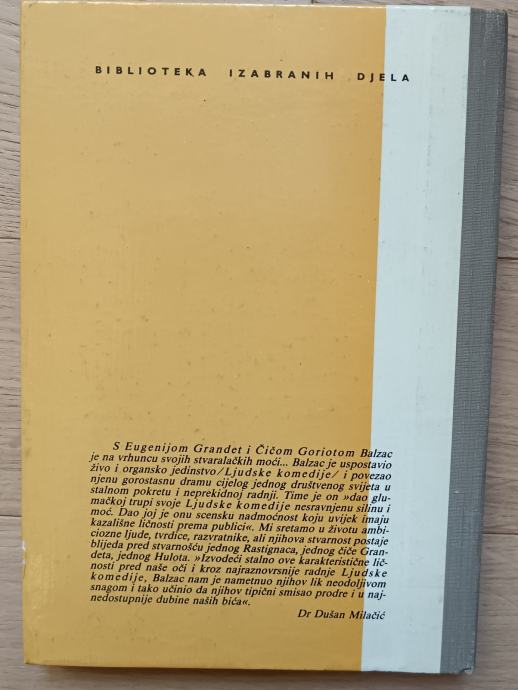 BIBLIOTEKA IZABRANIH DJELA
S Eugenijom Grandet i Čičom Goriotom Balzac
je na vrhuncu svojih stvaralačkih moći... Balzac je uspostavio
živo i organsko jedinstvo /Ljudske komedije/ i povezao
njenu gorostasnu dramu cijelog jednog društvenog svijeta u
stalnom pokretu i neprekidnoj radnji. Time je on »dao glu-
mačkoj trupi svoje Ljudske komedije nesravnjenu silinu i
moć. Dao joj je onu scensku nadmoćnost koju uvijek imaju
kazališne ličnosti prema publici«. Mi sretamo u životu ambi-
ciozne ljude, tvrdice, razvratnike, ali njihova stvarnost postaje
blijeda pred stvarnošću jednog Rastignaca, jednog čiče Gran-
deta, jednog Hulota. »Izvodeći stalno ove karakteristične lič-
nosti pred naše oči i kroz najraznovrsnije radnje Ljudske
komedije, Balzac nam je nametnuo njihov lik neodoljivom
snagom i tako učinio da njihov tipični smisao prodre i u naj-
nedostupnije dubine naših bića«.
Dr Dušan Milačić